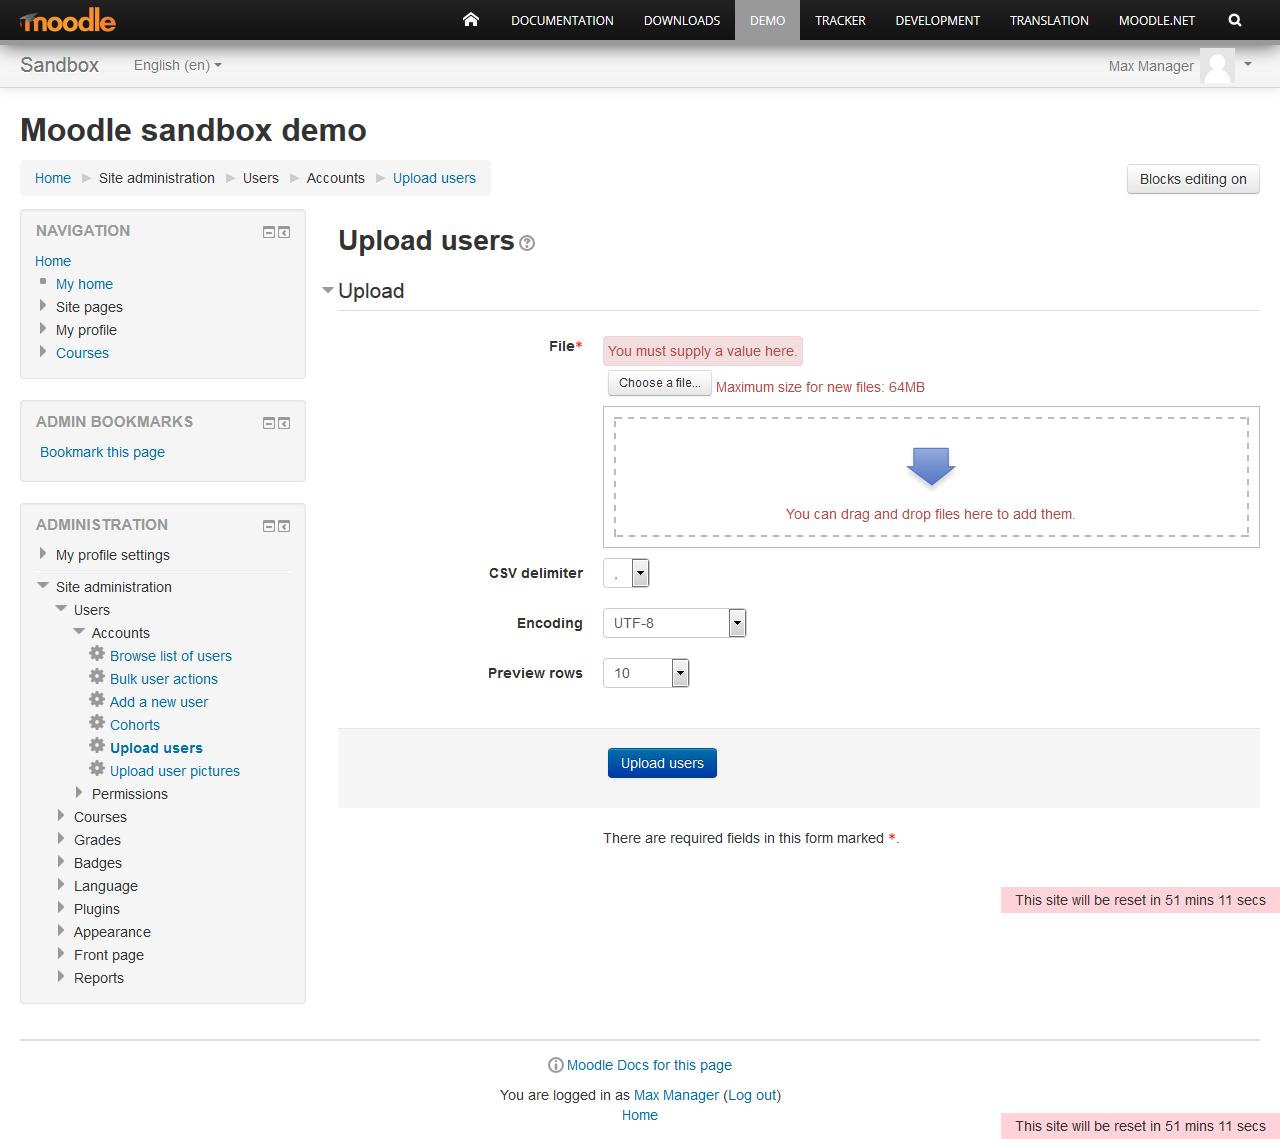 moodle
DOCUMENTATION DOWNLOADS DEMO TRACKER DEVELOPMENT TRANSLATION MOODLE.NET
Sandbox English (en) Max Manager
Moodle sandbox demo
Home Site administration Users Accounts Upload users Blocks editing on
NAVIGATION
Home
My home
Site pages
My profile
Courses
ADMIN BOOKMARKS
Bookmark this page
ADMINISTRATION
My profile settings
Site administration
Users
Accounts
Browse list of users
Bulk user actions
Add a new user
Cohorts
Upload users
Upload user pictures
Permissions
Courses
Grades
Badges
Language
Plugins
Appearance
Front page
Reports
Upload users
Upload
File* You must supply a value here.
Choose a file... Maximum size for new files: 64MB
You can drag and drop files here to add them.
CSV delimiter ,
Encoding UTF-8
Preview rows 10
Upload users
There are required fields in this form marked *.
This site will be reset in 51 mins 11 secs
Moodle Docs for this page
You are logged in as Max Manager (Log out)
Home
This site will be reset in 51 mins 11 secs